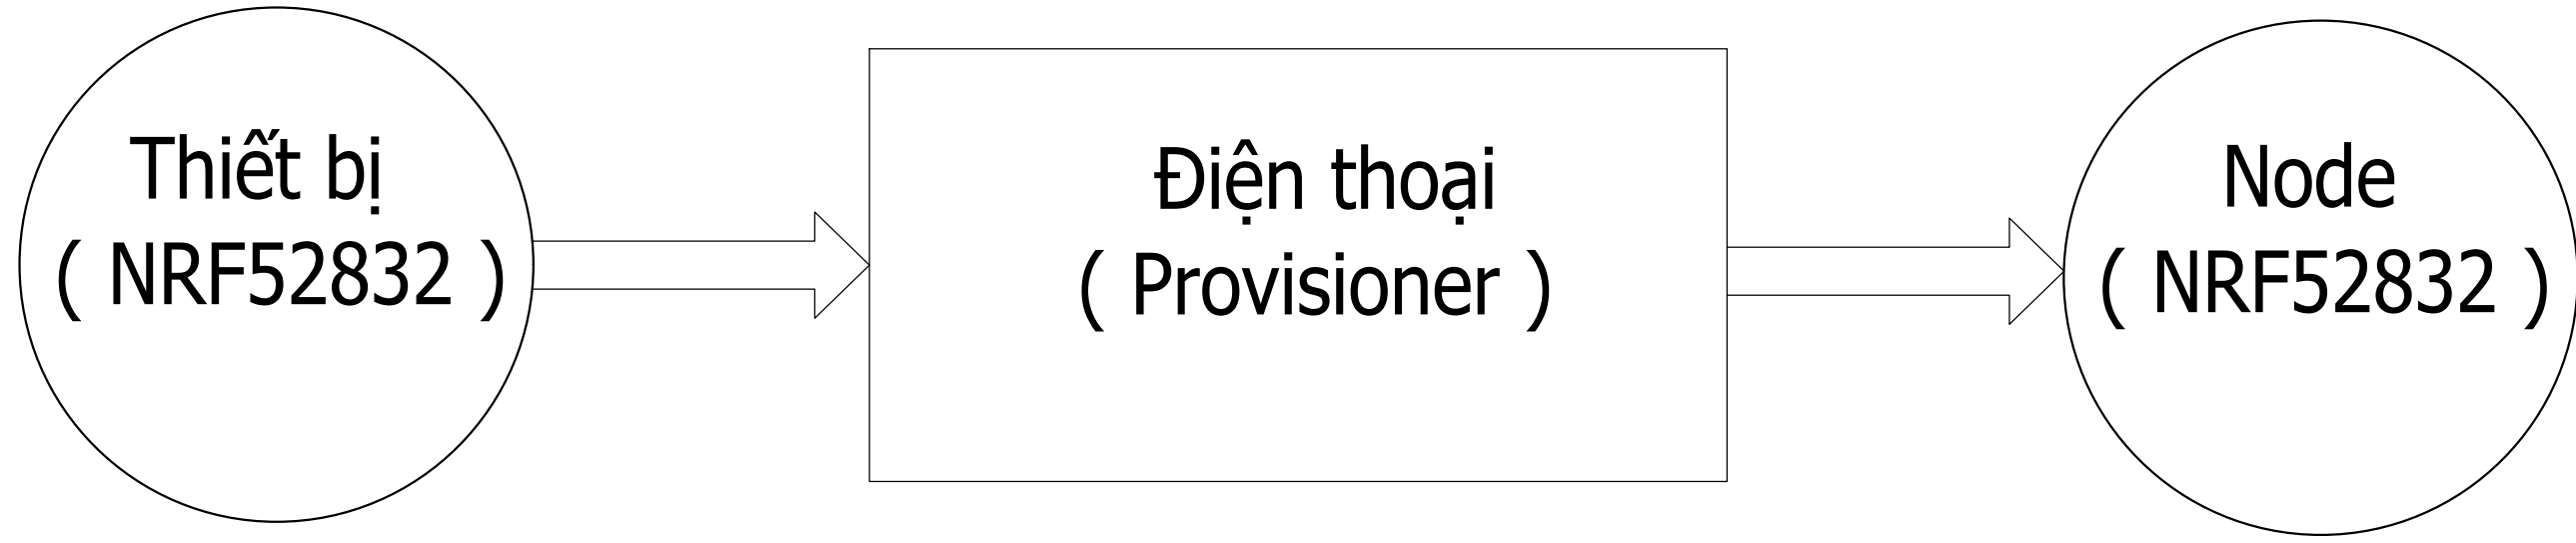 Thiết bị
( NRF52832 )
Điện thoại
( Provisioner )
Node
( NRF52832 )